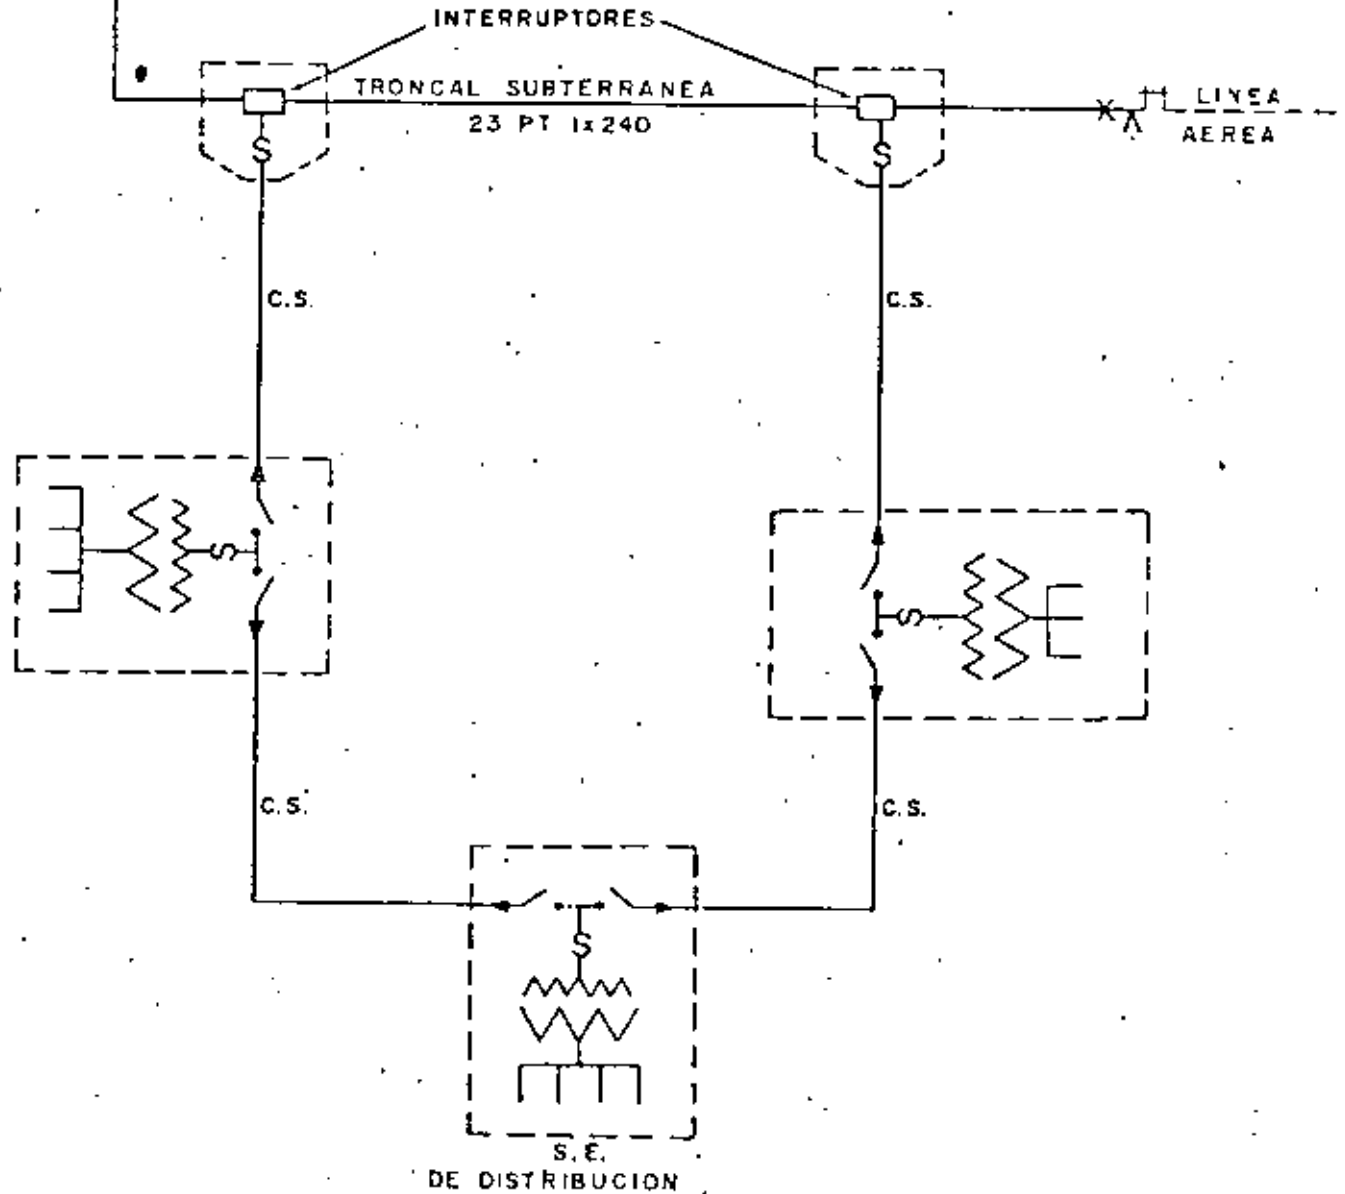 INTERRUPTORES
TRONCAL SUBTERRANEA
23 PT 1x240
LINEA
AEREA
S
S
C.S.
C.S.
S
S
C.S.
C.S.
S
S.E.
DE DISTRIBUCION